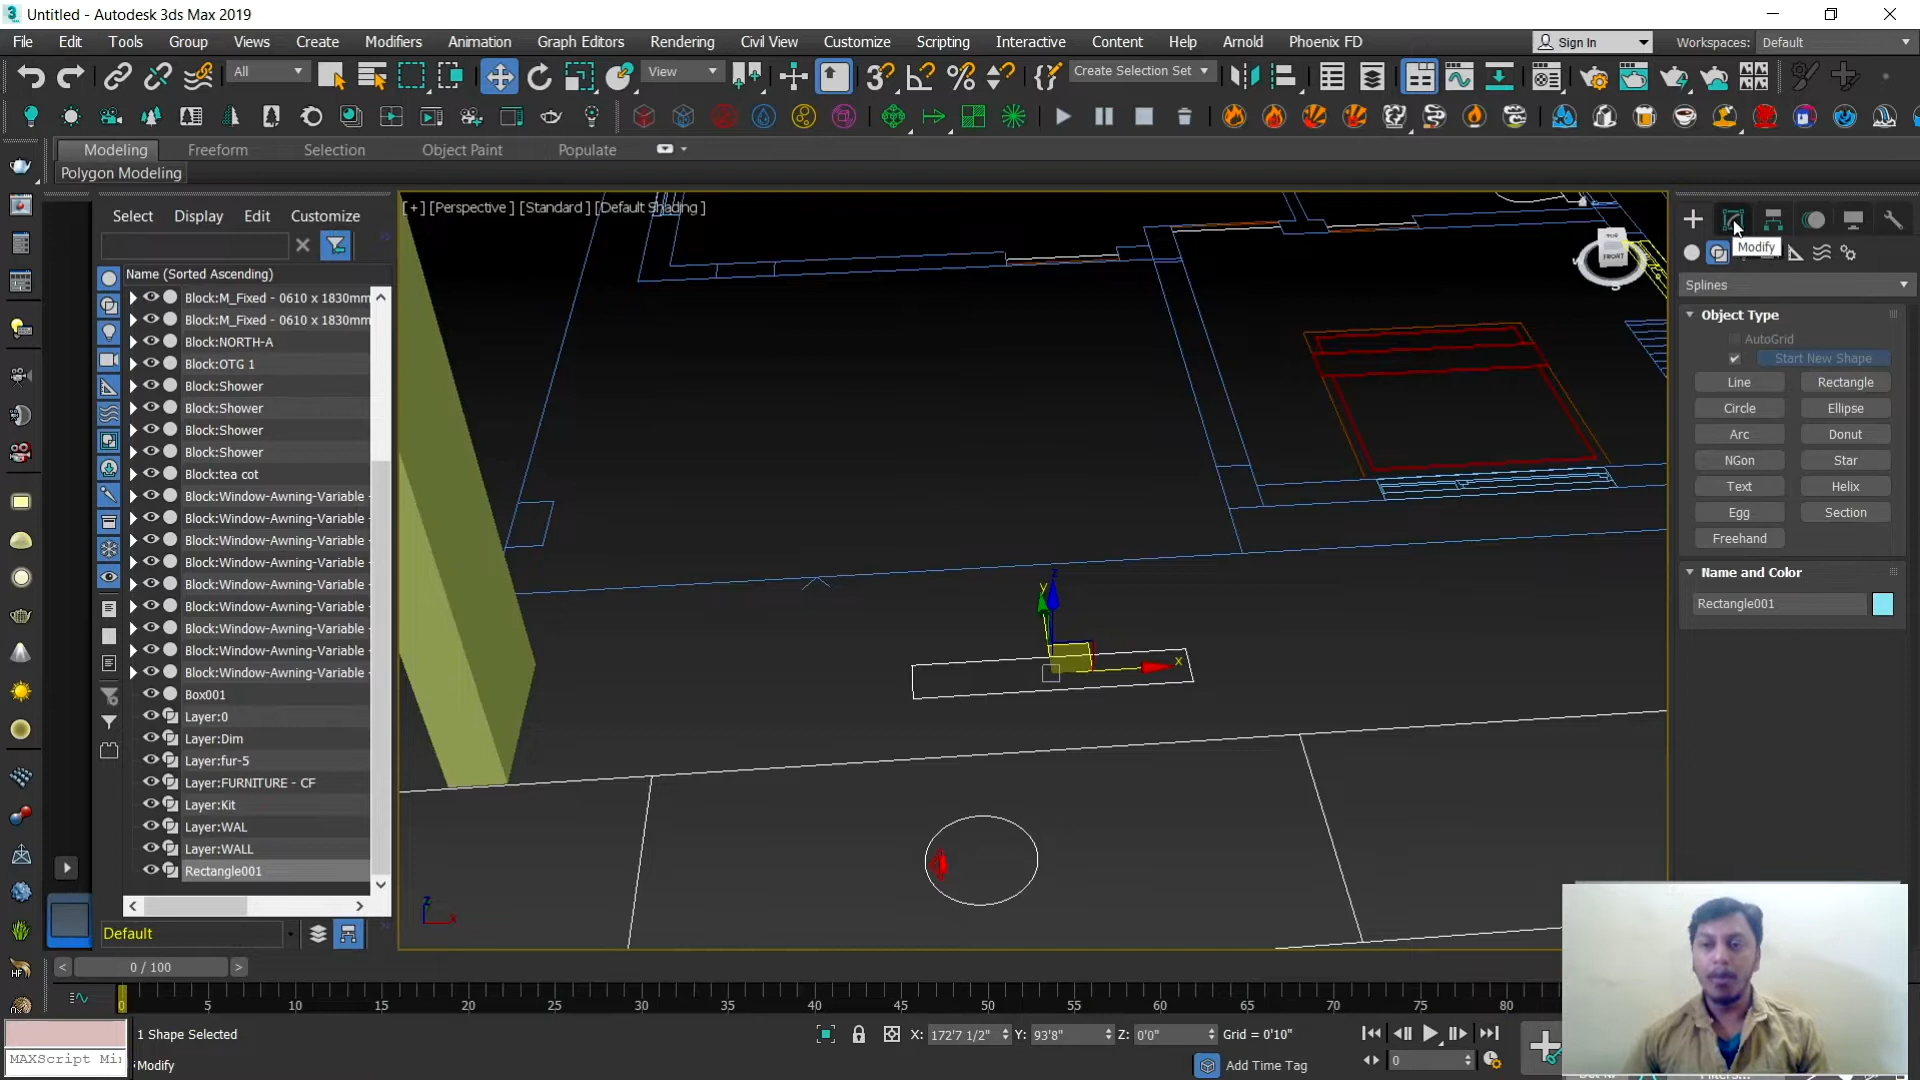 Untitled - Autodesk 3ds Max 2019
File Edit Tools Group Views Create Modifiers Animation Graph Editors Rendering Civil View Customize Scripting Interactive Content Help Arnold Phoenix FD Sign In Workspaces: Default
All View Create Selection Set
Modeling Freeform Selection Object Paint Populate
Polygon Modeling
Select Display Edit Customize
[+] [Perspective ] [Standard ] [Default Shading ]
Name (Sorted Ascending)
Block:M_Fixed - 0610 x 1830mm
Block:M_Fixed - 0610 x 1830mm
Block:NORTH-A
Block:OTG 1
Block:Shower
Block:Shower
Block:Shower
Block:Shower
Block:tea cot
Block:Window-Awning-Variable -
Block:Window-Awning-Variable -
Block:Window-Awning-Variable -
Block:Window-Awning-Variable -
Block:Window-Awning-Variable -
Block:Window-Awning-Variable -
Block:Window-Awning-Variable -
Block:Window-Awning-Variable -
Block:Window-Awning-Variable -
Box001
Layer:0
Layer:Dim
Layer:fur-5
Layer:FURNITURE - CF
Layer:Kit
Layer:WAL
Layer:WALL
Rectangle001
Default
TOP
FRONT
W
S
z
y
x
z
x
Modify
Splines
Object Type
AutoGrid
Start New Shape
Line Rectangle
Circle Ellipse
Arc Donut
NGon Star
Text Helix
Egg Section
Freehand
Name and Color
Rectangle001
< 0 / 100 >
0 5 10 15 20 25 30 35 40 45 50 55 60 65 70 75 80
1 Shape Selected
X: 172'7 1/2" Y: 93'8" Z: 0'0" Grid = 0'10"
MAXScript Mi
Modify
Add Time Tag
0